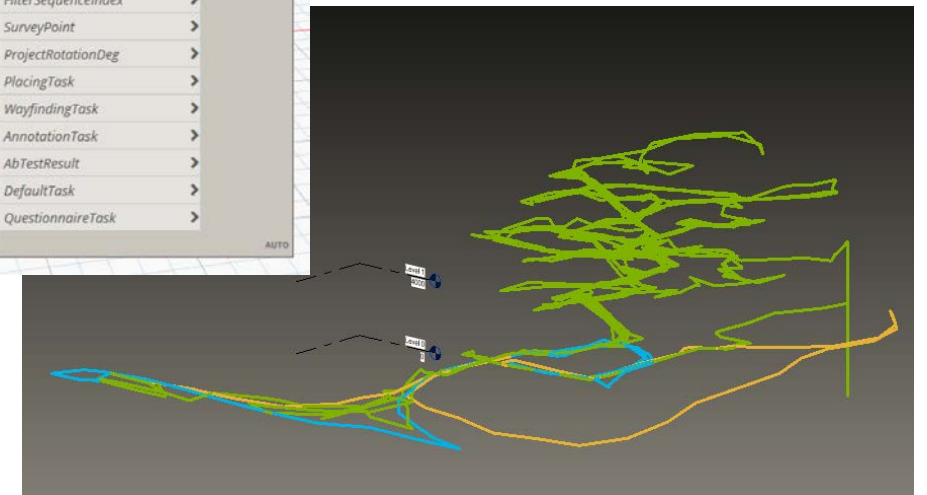 FilterSequenceIndex
SurveyPoint
ProjectRotationDeg
PlacingTask
WayfindingTask
AnnotationTask
AbTestResult
DefaultTask
QuestionnaireTask
AUTO
Level 1
4000
Level 0